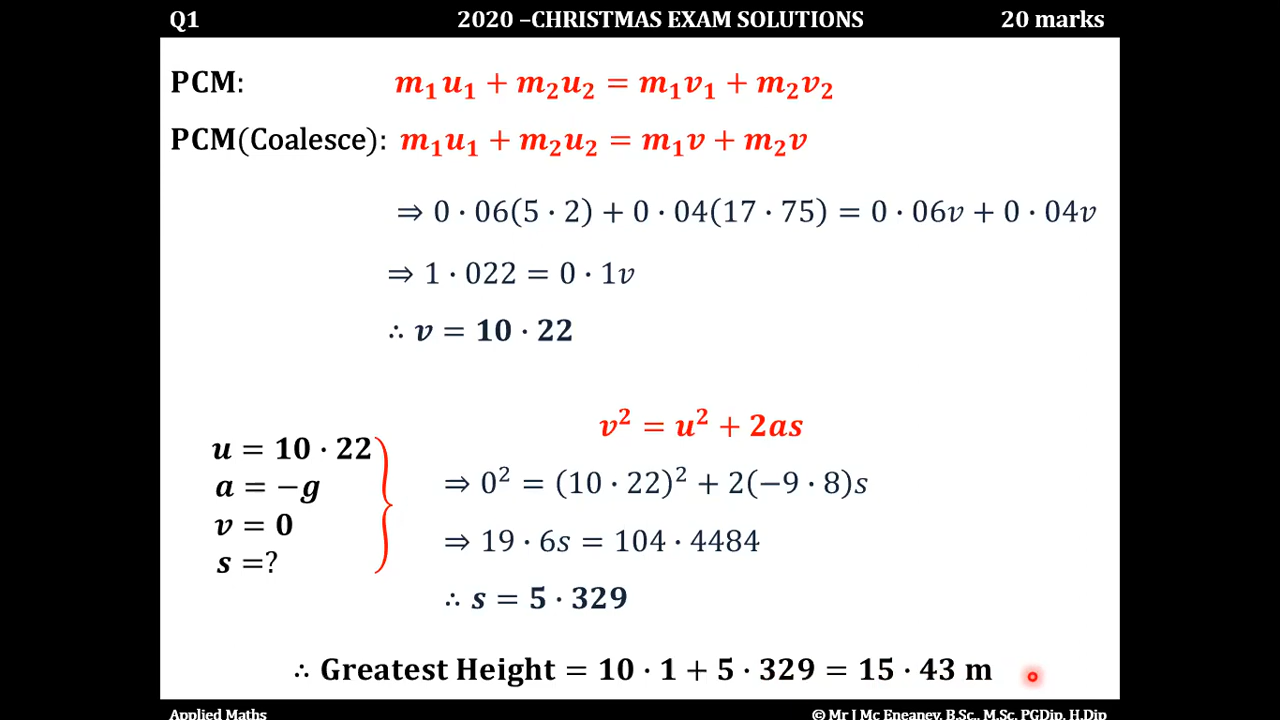 Q1 2020 –CHRISTMAS EXAM SOLUTIONS 20 marks
PCM: m₁u₁ + m₂u₂ = m₁v₁ + m₂v₂
PCM(Coalesce): m₁u₁ + m₂u₂ = m₁v + m₂v
⇒ 0 · 06(5 · 2) + 0 · 04(17 · 75) = 0 · 06v + 0 · 04v
⇒ 1 · 022 = 0 · 1v
∴ v = 10 · 22
v² = u² + 2as
u = 10 · 22
a = −g
v = 0
s =?
⇒ 0² = (10 · 22)² + 2(−9 · 8)s
⇒ 19 · 6s = 104 · 4484
∴ s = 5 · 329
∴ Greatest Height = 10 · 1 + 5 · 329 = 15 · 43 m
Applied Maths © Mr J Mc Eneaney, B.Sc., M.Sc, PGDip, H.Dip